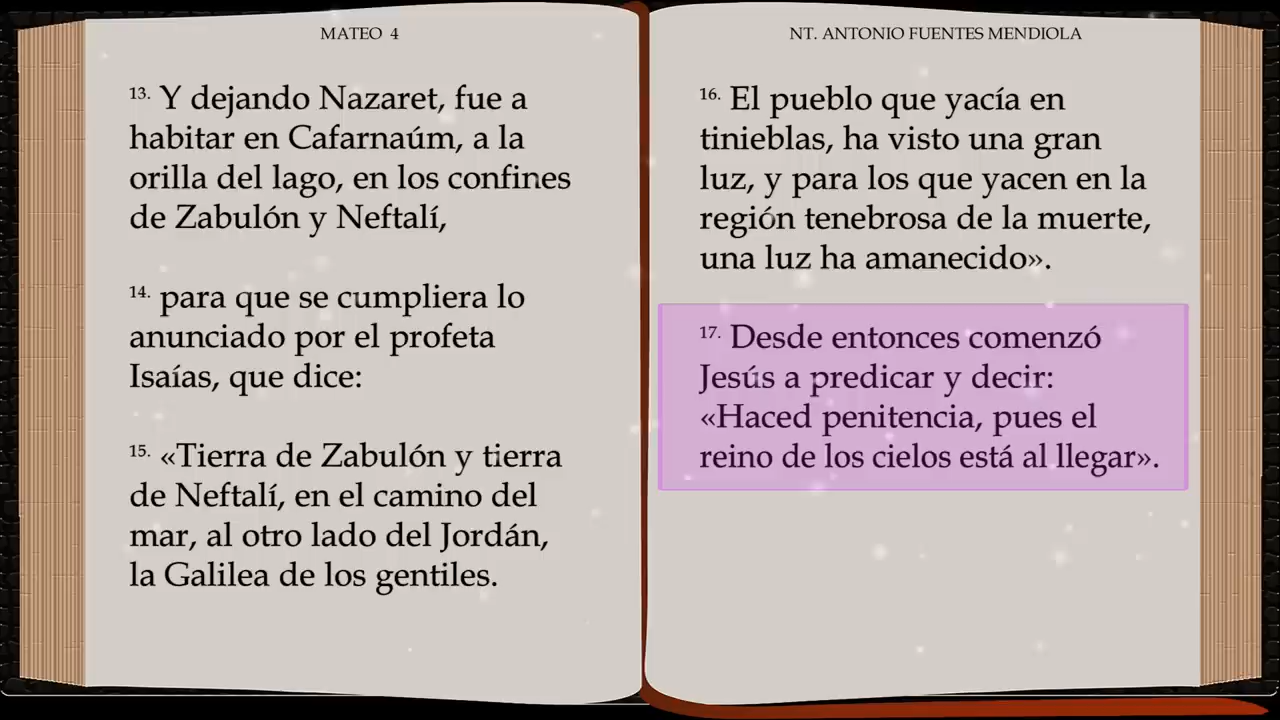 MATEO 4
13. Y dejando Nazaret, fue a
habitar en Cafarnaúm, a la
orilla del lago, en los confines
de Zabulón y Neftalí,
14. para que se cumpliera lo
anunciado por el profeta
Isaías, que dice:
15. «Tierra de Zabulón y tierra
de Neftalí, en el camino del
mar, al otro lado del Jordán,
la Galilea de los gentiles.
NT. ANTONIO FUENTES MENDIOLA
16. El pueblo que yacía en
tinieblas, ha visto una gran
luz, y para los que yacen en la
región tenebrosa de la muerte,
una luz ha amanecido».
17. Desde entonces comenzó
Jesús a predicar y decir:
«Haced penitencia, pues el
reino de los cielos está al llegar».